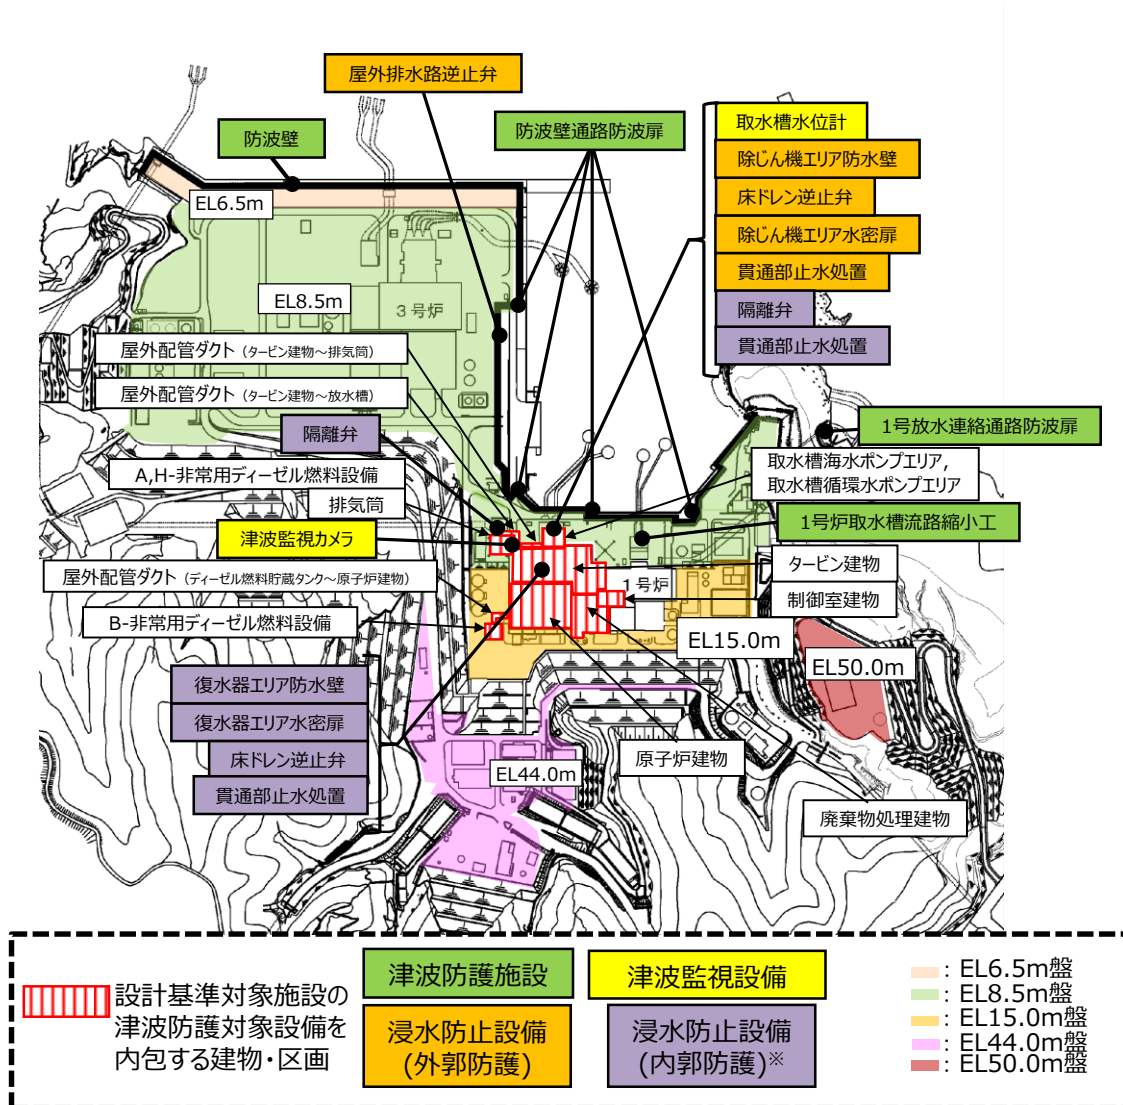 屋外排水路逆止弁
防波壁
防波壁通路防波扉
取水槽水位計
除じん機エリア防水壁
床ドレン逆止弁
除じん機エリア水密扉
貫通部止水処置
隔離弁
貫通部止水処置
EL6.5m
EL8.5m
3号炉
屋外配管ダクト（タービン建物～排気筒）
屋外配管ダクト（タービン建物～放水槽）
隔離弁
1号放水連絡通路防波扉
A,H-非常用ディーゼル燃料設備
取水槽海水ポンプエリア,
取水槽循環水ポンプエリア
排気筒
1号炉取水槽流路縮小工
津波監視カメラ
タービン建物
屋外配管ダクト（ディーゼル燃料貯蔵タンク～原子炉建物）
1号炉
制御室建物
B-非常用ディーゼル燃料設備
EL15.0m
EL50.0m
復水器エリア防水壁
復水器エリア水密扉
床ドレン逆止弁
貫通部止水処置
原子炉建物
EL44.0m
廃棄物処理建物
設計基準対象施設の
津波防護対象設備を
内包する建物・区画
津波防護施設
津波監視設備
浸水防止設備
(外郭防護)
浸水防止設備
(内郭防護)※
：EL6.5m盤
：EL8.5m盤
：EL15.0m盤
：EL44.0m盤
：EL50.0m盤